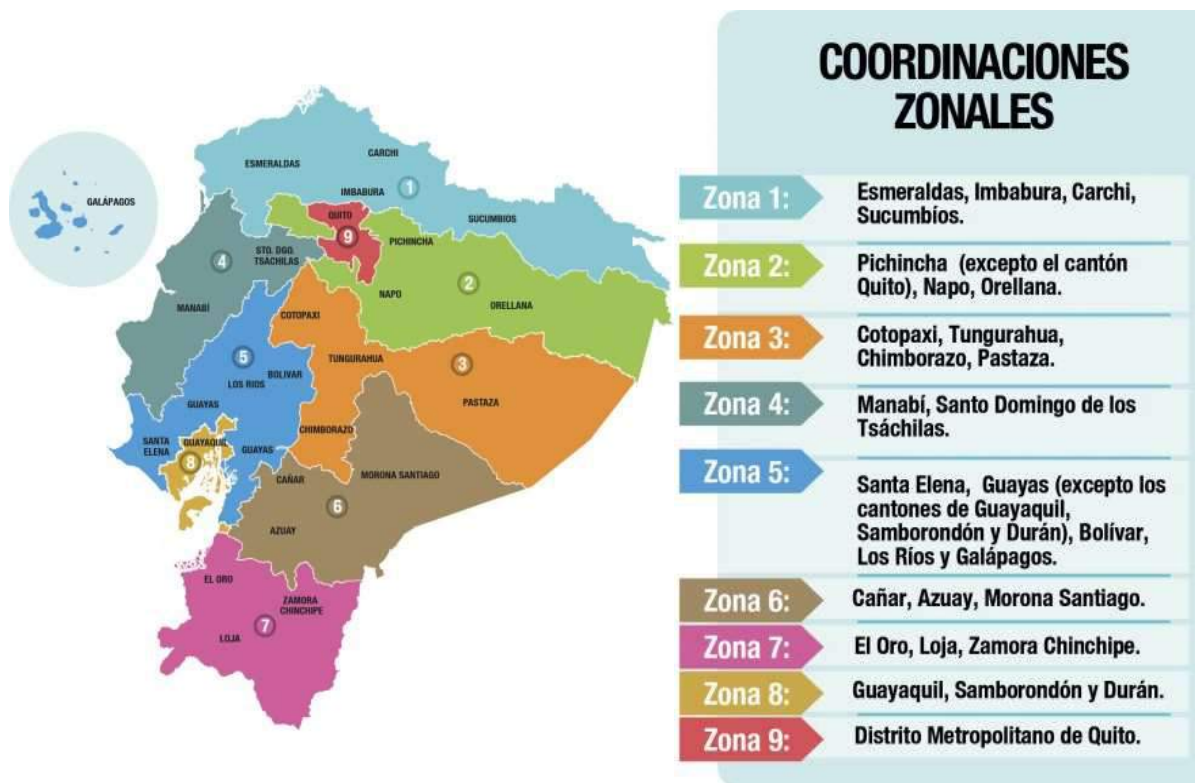 COORDINACIONES
ZONALES
GALÁPAGOS
ESMERALDAS
CARCHI
IMBABURA
1
SUCUMBIOS
QUITO
9
PICHINCHA
STO. DGO.
TSÁCHILAS
4
NAPO
2
ORELLANA
MANABÍ
COTOPAXI
5
LOS RIOS
BOLIVAR
TUNGURAHUA
3
PASTAZA
GUAYAS
SANTA
ELENA
GUAYAQUIL
8
GUAYAS
CHIMBORAZO
CAÑAR
MORONA SANTIAGO
6
AZUAY
EL ORO
ZAMORA
CHINCHIPE
7
LOJA
Zona 1:
Esmeraldas, Imbabura, Carchi,
Sucumbíos.
Zona 2:
Pichincha (excepto el cantón
Quito), Napo, Orellana.
Zona 3:
Cotopaxi, Tungurahua,
Chimborazo, Pastaza.
Zona 4:
Manabí, Santo Domingo de los
Tsáchilas.
Zona 5:
Santa Elena, Guayas (excepto los
cantones de Guayaquil,
Samborondón y Durán), Bolívar,
Los Ríos y Galápagos.
Zona 6:
Cañar, Azuay, Morona Santiago.
Zona 7:
El Oro, Loja, Zamora Chinchipe.
Zona 8:
Guayaquil, Samborondón y Durán.
Zona 9:
Distrito Metropolitano de Quito.